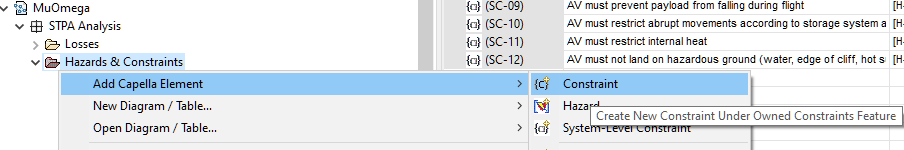 MuOmega
STPA Analysis
Losses
Hazards & Constraints
(SC-09) AV must prevent payload from falling during flight
(SC-10) AV must restrict abrupt movements according to storage system a
(SC-11) AV must restrict internal heat
(SC-12) AV must not land on hazardous ground (water, edge of cliff, hot s
[H-
[H-
[H-
Add Capella Element
New Diagram / Table...
Open Diagram / Table...
Constraint
Hazard
System-Level Constraint
Create New Constraint Under Owned Constraints Feature